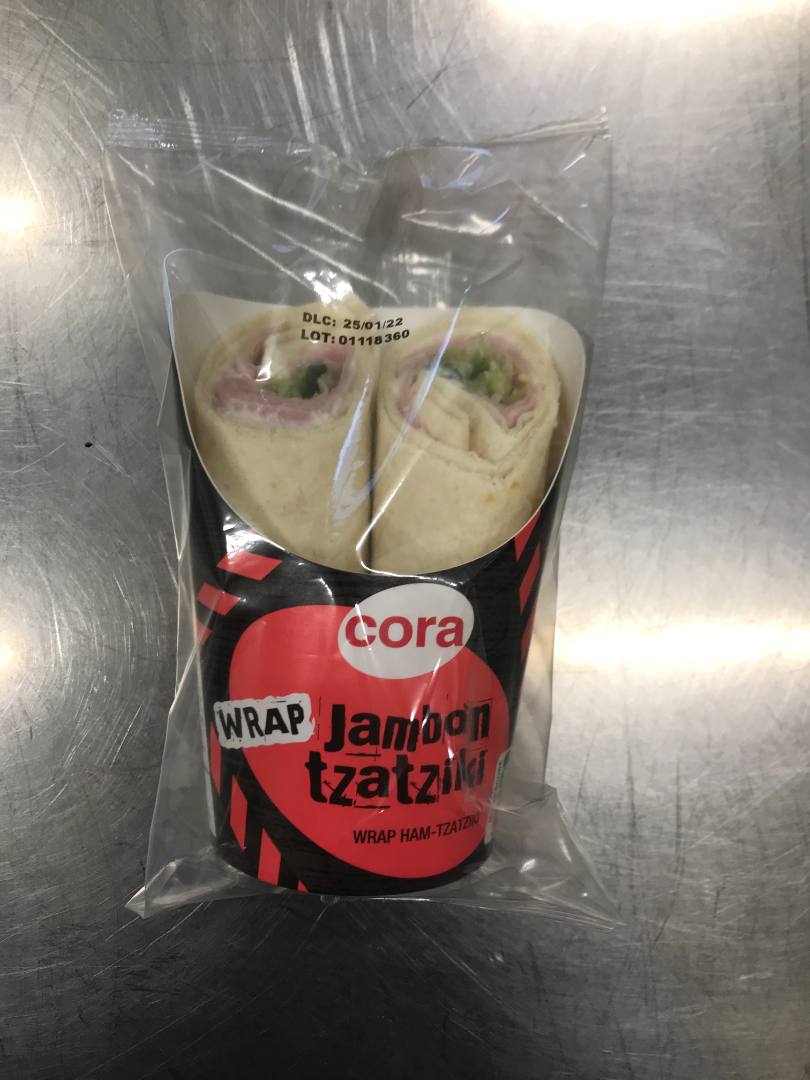 DLC: 25/01/22
LOT: 01118360
cora
WRAP Jambon
tzatziki
WRAP HAM-TZATZIKI